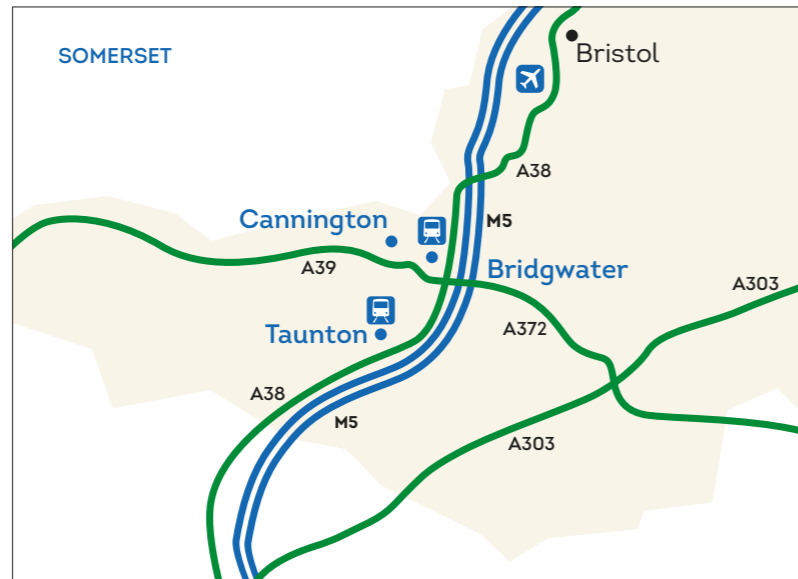 SOMERSET
Bristol
A38
Cannington
M5
A39
Bridgwater
A303
Taunton
A372
A38
M5
A303